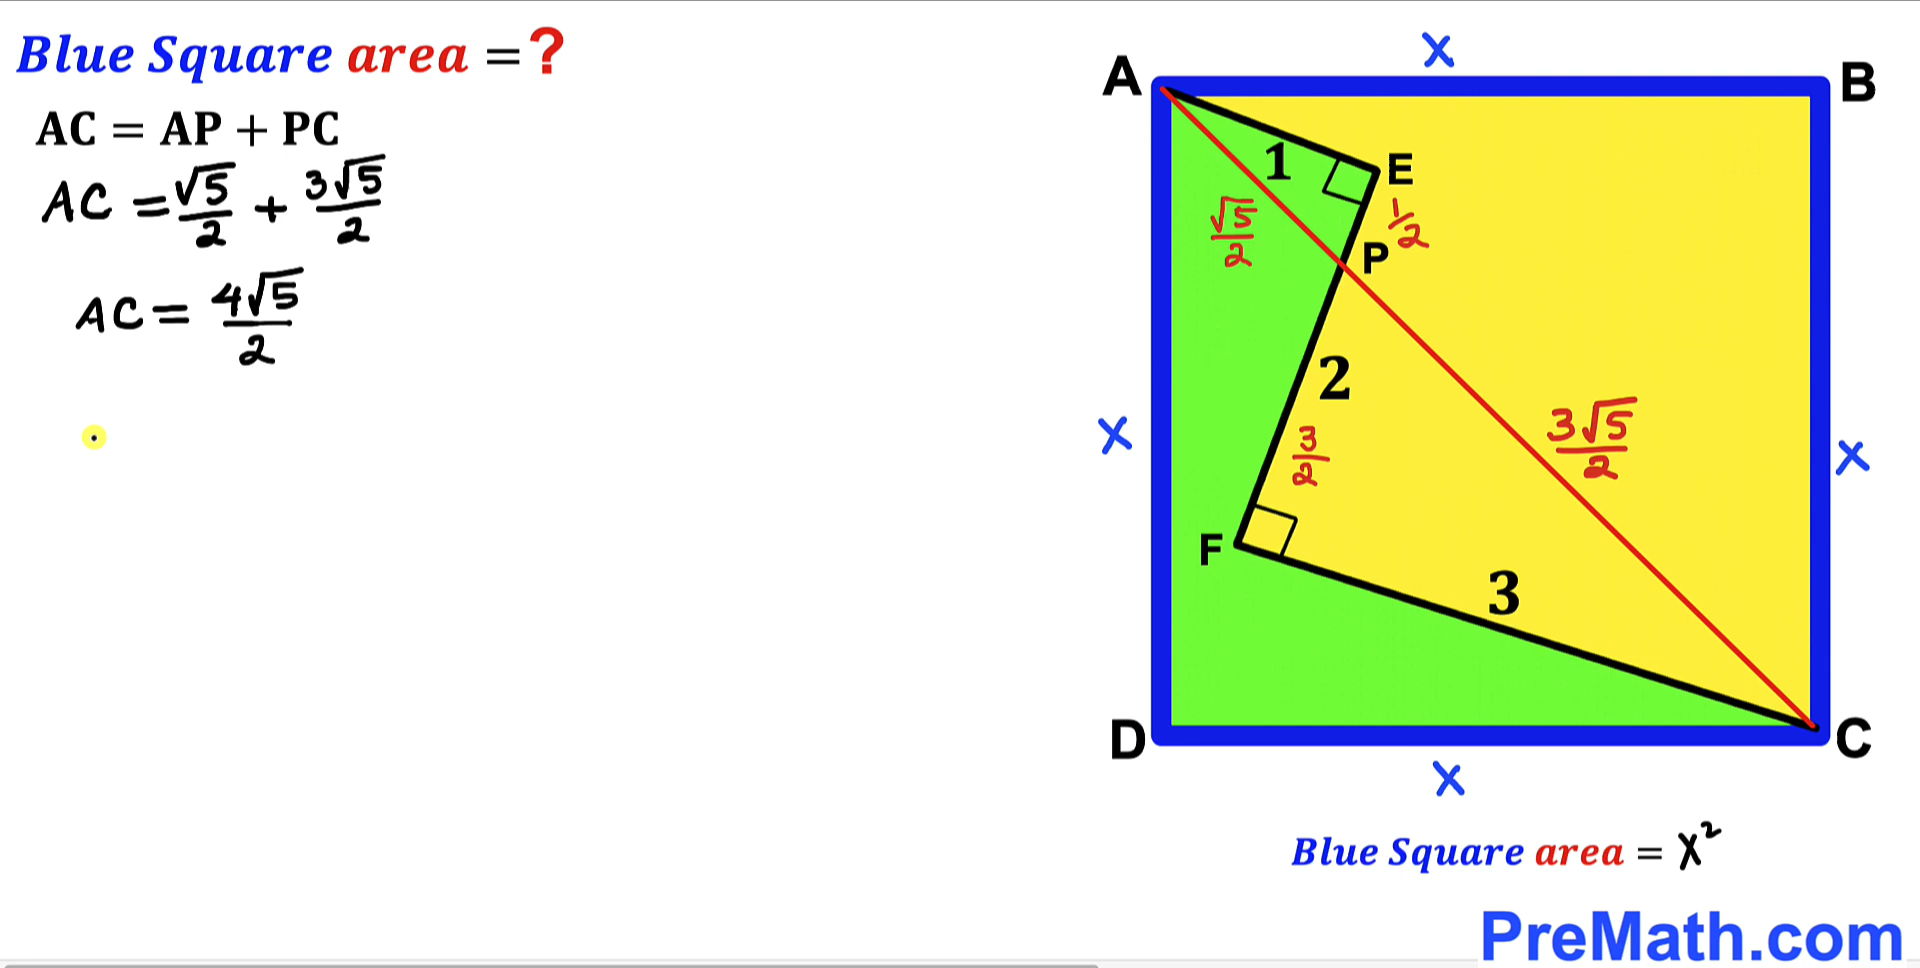 Blue Square area = ?
AC = AP + PC
AC = √5/2 + 3√5/2
AC = 4√5/2
x
A
B
1
E
√5/2
1/2
P
2
x
3/2
3√5/2
x
F
3
D
C
x
Blue Square area = x²
PreMath.com